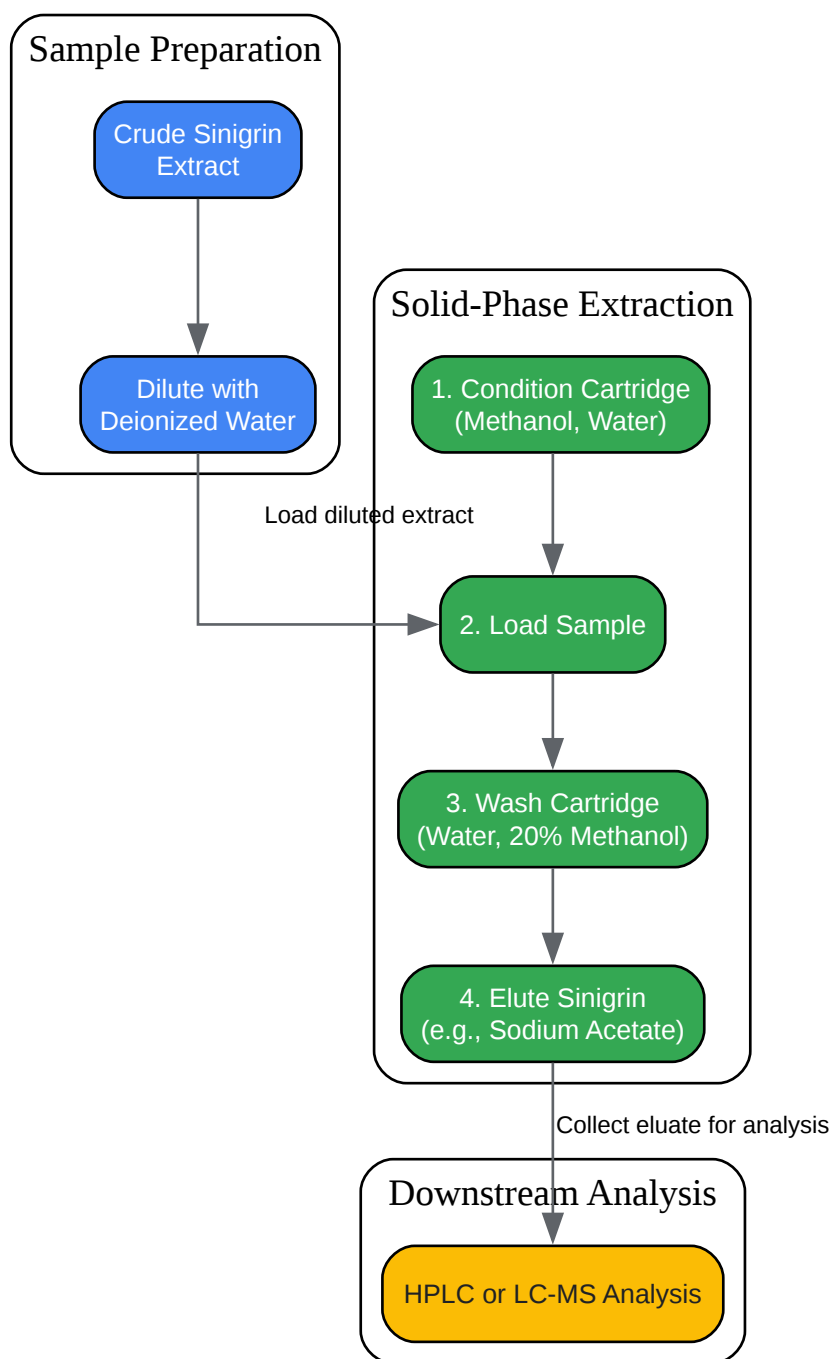 Sample Preparation
Crude Sinigrin
Extract
Dilute with
Deionized Water
Load diluted extract
Solid-Phase Extraction
1. Condition Cartridge
(Methanol, Water)
2. Load Sample
3. Wash Cartridge
(Water, 20% Methanol)
4. Elute Sinigrin
(e.g., Sodium Acetate)
Collect eluate for analysis
Downstream Analysis
HPLC or LC-MS Analysis